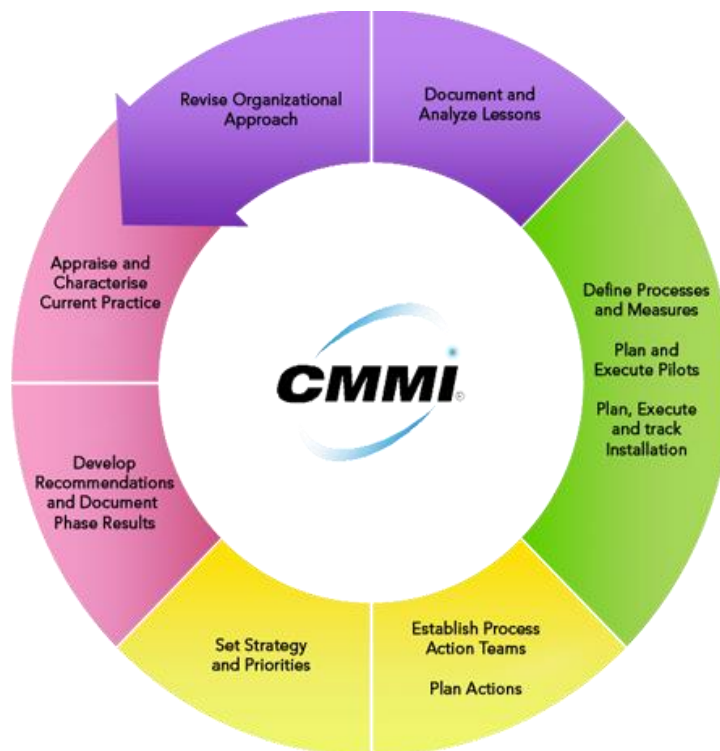 Revise Organizational
Approach
Document and
Analyze Lessons
Appraise and
Characterise
Current Practice
Define Processes
and Measures
Plan and
Execute Pilots
Plan, Execute
and track
Installation
CMMI®
Develop
Recommendations
and Document
Phase Results
Set Strategy
and Priorities
Establish Process
Action Teams
Plan Actions